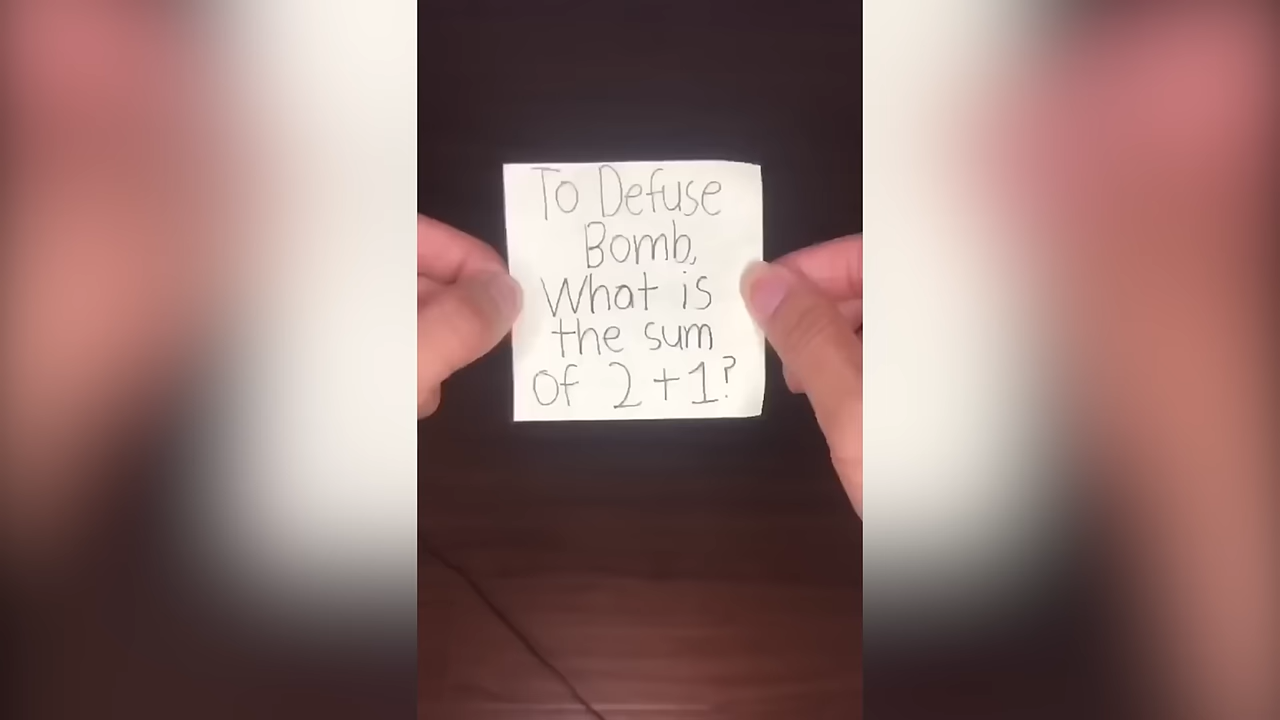 To Defuse
Bomb,
What is
the sum
of 2+1?